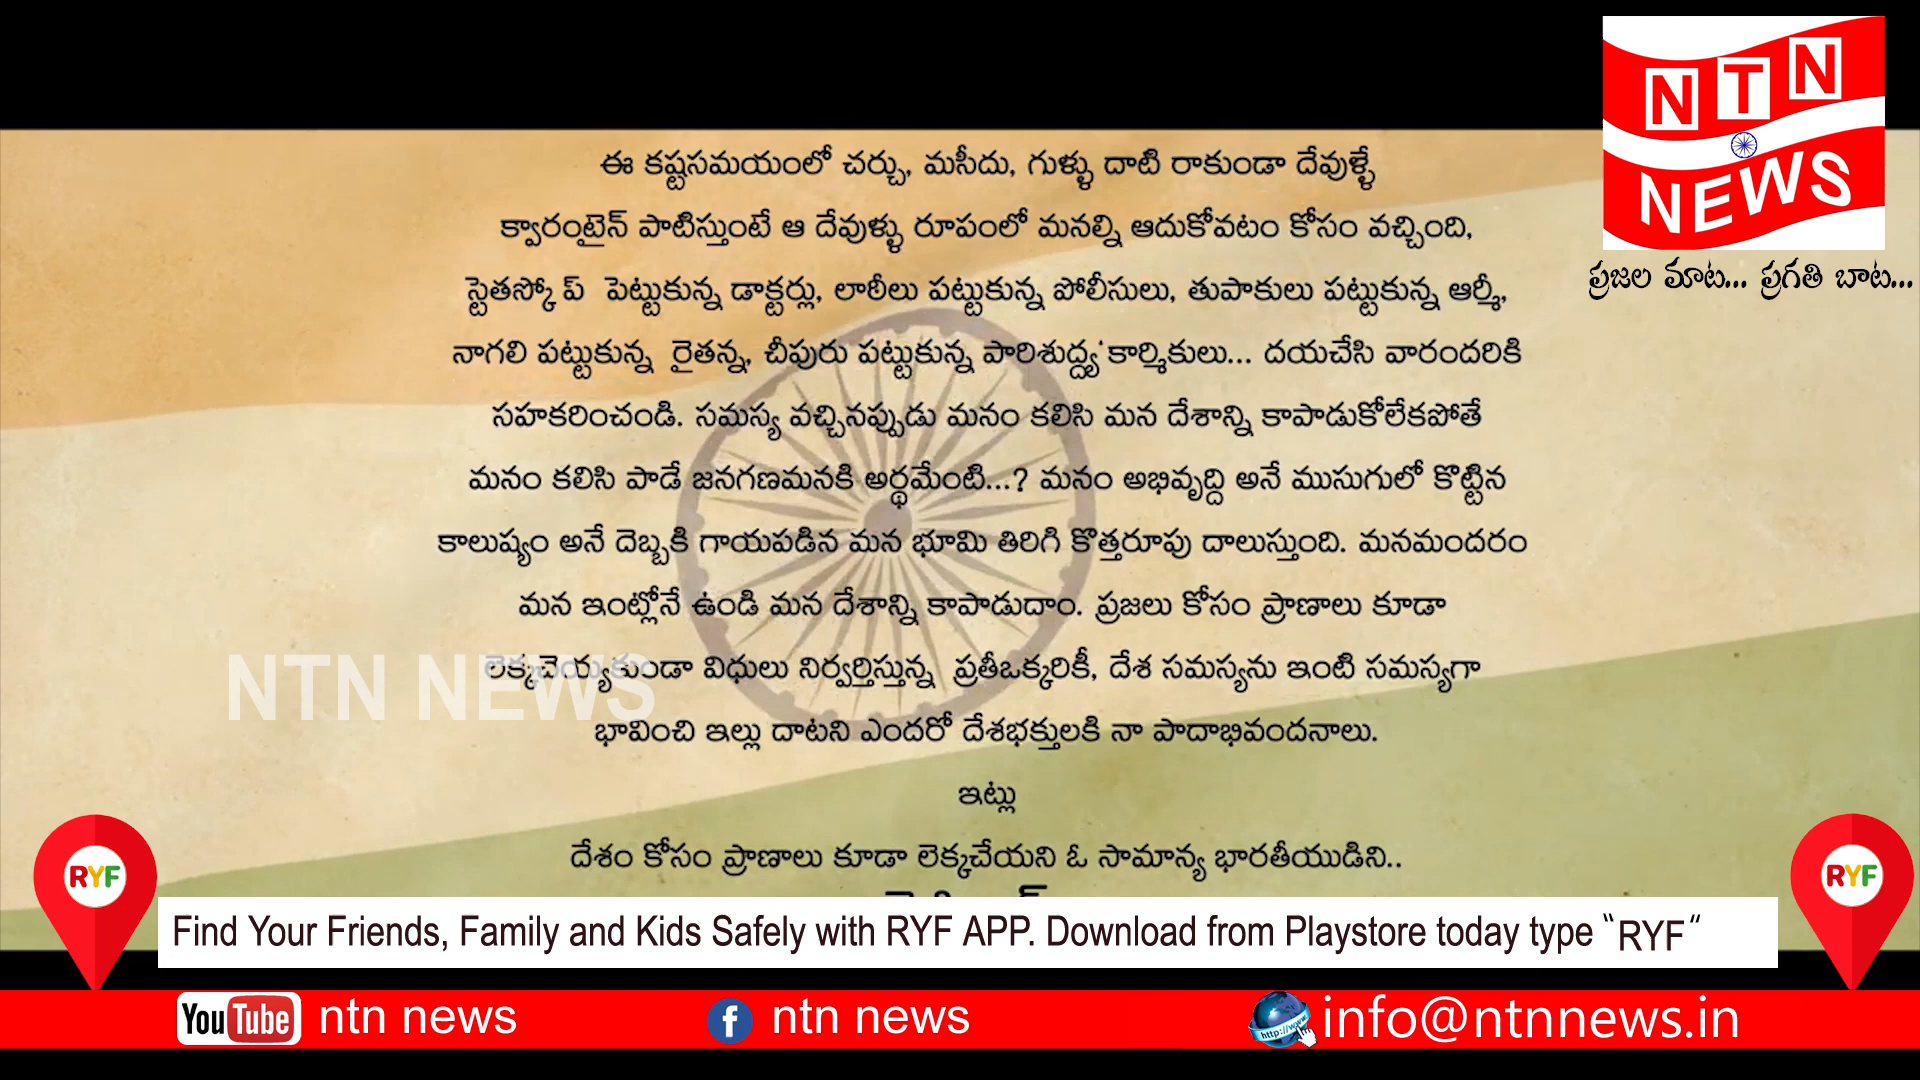 NTN
NEWS
ప్రజల మాట... ప్రగతి బాట...
ఈ కష్టసమయంలో చర్చు, మసీదు, గుళ్ళు దాటి రాకుండా దేవుళ్ళే
క్వారంటైన్ పాటిస్తుంటే ఆ దేవుళ్ళు రూపంలో మనల్ని ఆదుకోవటం కోసం వచ్చింది,
స్టెతస్కోప్ పెట్టుకున్న డాక్టర్లు, లాఠీలు పట్టుకున్న పోలీసులు, తుపాకులు పట్టుకున్న ఆర్మీ,
నాగలి పట్టుకున్న రైతన్న, చీపురు పట్టుకున్న పారిశుద్ద్య కార్మికులు... దయచేసి వారందరికి
సహకరించండి. సమస్య వచ్చినప్పుడు మనం కలిసి మన దేశాన్ని కాపాడుకోలేకపోతే
మనం కలిసి పాడే జనగణమనకి అర్థమేంటి...? మనం అభివృద్ది అనే ముసుగులో కొట్టిన
కాలుష్యం అనే దెబ్బకి గాయపడిన మన భూమి తిరిగి కొత్తరూపు దాలుస్తుంది. మనమందరం
మన ఇంట్లోనే ఉండి మన దేశాన్ని కాపాడుదాం. ప్రజలు కోసం ప్రాణాలు కూడా
లెక్కచెయ్యకుండా విధులు నిర్వర్తిస్తున్న ప్రతీఒక్కరికీ, దేశ సమస్యను ఇంటి సమస్యగా
భావించి ఇల్లు దాటని ఎందరో దేశభక్తులకి నా పాదాభివందనాలు.
ఇట్లు
దేశం కోసం ప్రాణాలు కూడా లెక్కచేయని ఓ సామాన్య భారతీయుడిని..
NTN NEWS
RYF
RYF
Find Your Friends, Family and Kids Safely with RYF APP. Download from Playstore today type “RYF”
YouTube ntn news
f ntn news
http://www info@ntnnews.in